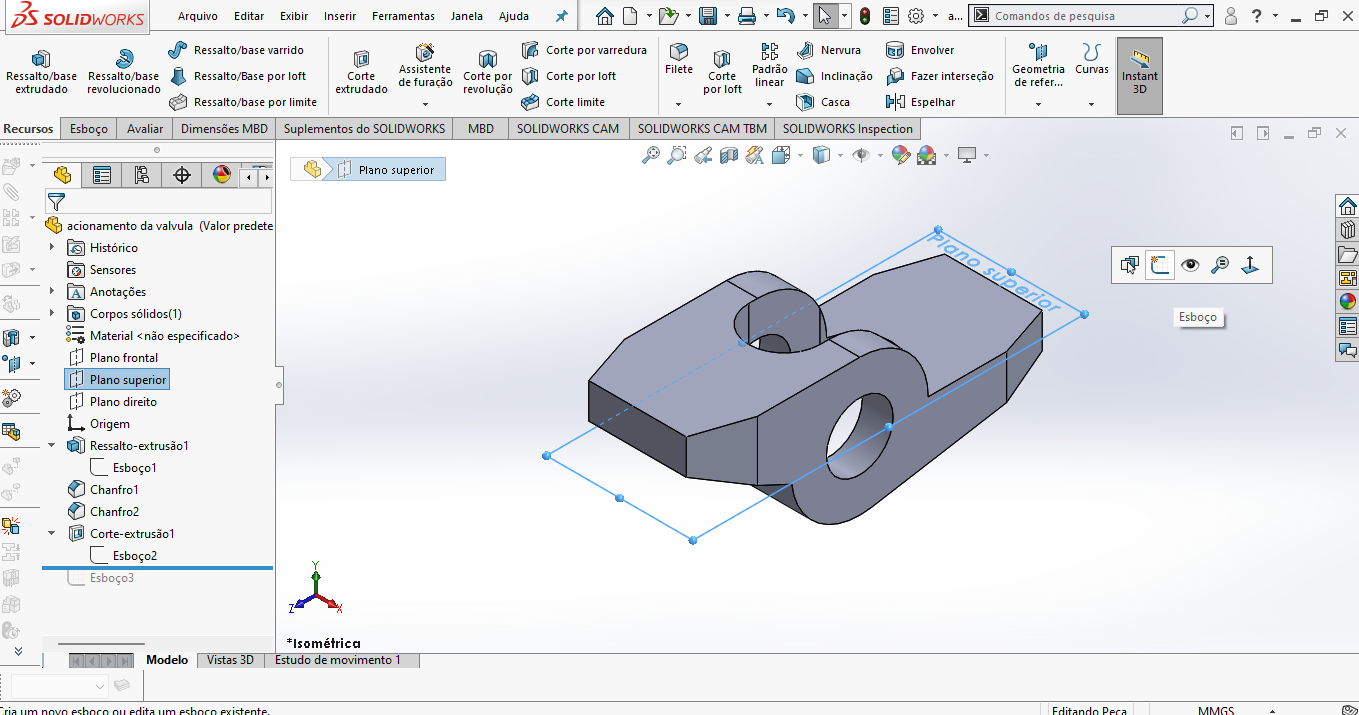 SOLIDWORKS
Arquivo Editar Exibir Inserir Ferramentas Janela Ajuda
a...
Comandos de pesquisa
?
Ressalto/base extrudado
Ressalto/base revolucionado
Ressalto/base varrido
Ressalto/Base por loft
Ressalto/base por limite
Corte extrudado
Assistente de furação
Corte por revolução
Corte por varredura
Corte por loft
Corte limite
Filete
Corte por loft
Padrão linear
Nervura
Inclinação
Casca
Envolver
Fazer interseção
Espelhar
Geometria de refer...
Curvas
Instant 3D
Recursos Esboço Avaliar Dimensões MBD Suplementos do SOLIDWORKS MBD SOLIDWORKS CAM SOLIDWORKS CAM TBM SOLIDWORKS Inspection
Plano superior
acionamento da valvula (Valor predete
Histórico
Sensores
Anotações
Corpos sólidos(1)
Material <não especificado>
Plano frontal
Plano superior
Plano direito
Origem
Ressalto-extrusão1
Esboço1
Chanfro1
Chanfro2
Corte-extrusão1
Esboço2
Esboço3
Plano superior
Esboço
Y
Z
X
*Isométrica
Modelo Vistas 3D Estudo de movimento 1
Cria um novo esboço ou edita um esboço existente.
Editando Peça
MMGS